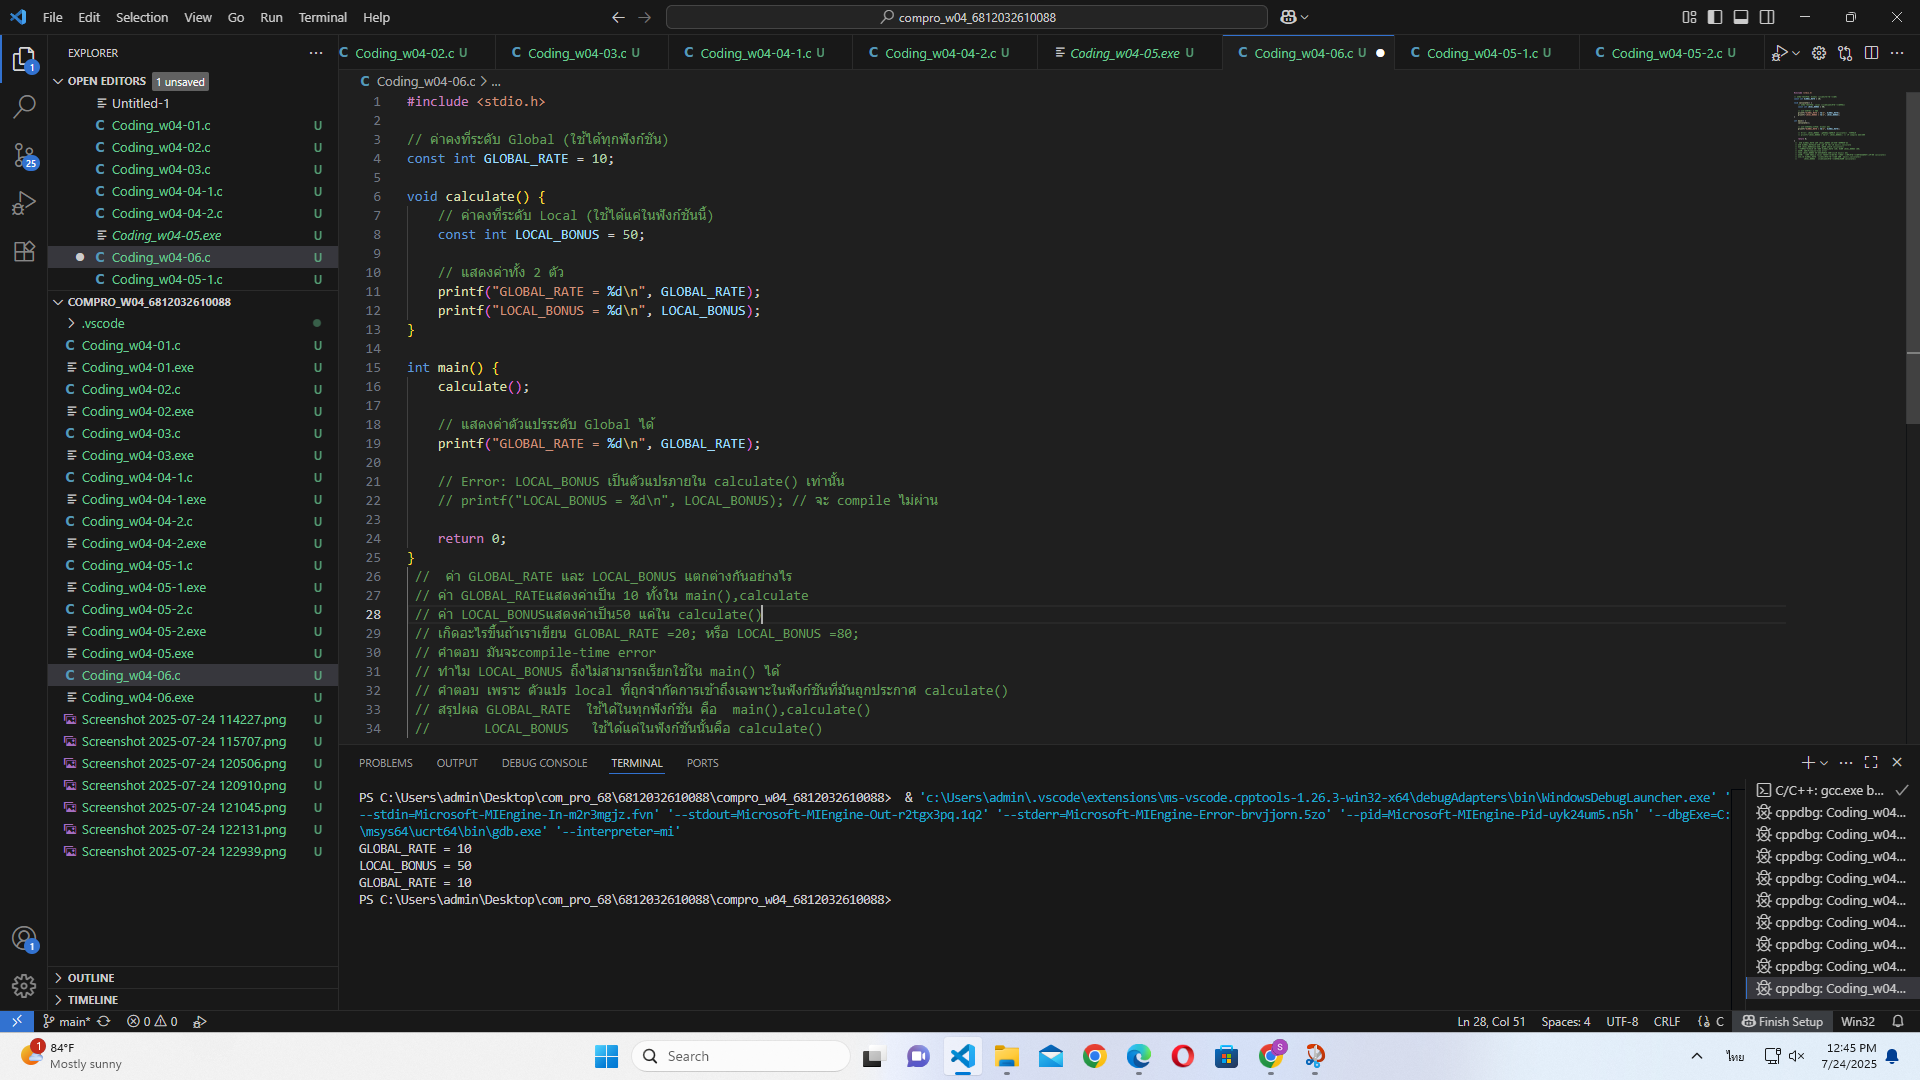 File Edit Selection View Go Run Terminal Help
compro_w04_6812032610088
EXPLORER
OPEN EDITORS 1 unsaved
Untitled-1
Coding_w04-01.c U
Coding_w04-02.c U
Coding_w04-03.c U
Coding_w04-04-1.c U
Coding_w04-04-2.c U
Coding_w04-05.exe U
Coding_w04-06.c U
Coding_w04-05-1.c U
COMPRO_W04_6812032610088
.vscode
Coding_w04-01.c U
Coding_w04-01.exe U
Coding_w04-02.c U
Coding_w04-02.exe U
Coding_w04-03.c U
Coding_w04-03.exe U
Coding_w04-04-1.c U
Coding_w04-04-1.exe U
Coding_w04-04-2.c U
Coding_w04-04-2.exe U
Coding_w04-05-1.c U
Coding_w04-05-1.exe U
Coding_w04-05-2.c U
Coding_w04-05-2.exe U
Coding_w04-05.exe U
Coding_w04-06.c U
Coding_w04-06.exe U
Screenshot 2025-07-24 114227.png U
Screenshot 2025-07-24 115707.png U
Screenshot 2025-07-24 120506.png U
Screenshot 2025-07-24 120910.png U
Screenshot 2025-07-24 121045.png U
Screenshot 2025-07-24 122131.png U
Screenshot 2025-07-24 122939.png U
OUTLINE
TIMELINE
1
25
1
Coding_w04-02.c U Coding_w04-03.c U Coding_w04-04-1.c U Coding_w04-04-2.c U Coding_w04-05.exe U Coding_w04-06.c U Coding_w04-05-1.c U Coding_w04-05-2.c U
Coding_w04-06.c > ...
1 #include <stdio.h>
2
3 // ค่าคงที่ระดับ Global (ใช้ได้ทุกฟังก์ชัน)
4 const int GLOBAL_RATE = 10;
5
6 void calculate() {
7 // ค่าคงที่ระดับ Local (ใช้ได้แค่ในฟังก์ชันนี้)
8 const int LOCAL_BONUS = 50;
9
10 // แสดงค่าทั้ง 2 ตัว
11 printf("GLOBAL_RATE = %d\n", GLOBAL_RATE);
12 printf("LOCAL_BONUS = %d\n", LOCAL_BONUS);
13 }
14
15 int main() {
16 calculate();
17
18 // แสดงค่าตัวแปรระดับ Global ได้
19 printf("GLOBAL_RATE = %d\n", GLOBAL_RATE);
20
21 // Error: LOCAL_BONUS เป็นตัวแปรภายใน calculate() เท่านั้น
22 // printf("LOCAL_BONUS = %d\n", LOCAL_BONUS); // จะ compile ไม่ผ่าน
23
24 return 0;
25 }
26 // ค่า GLOBAL_RATE และ LOCAL_BONUS แตกต่างกันอย่างไร
27 // ค่า GLOBAL_RATEแสดงค่าเป็น 10 ทั้งใน main(),calculate
28 // ค่า LOCAL_BONUSแสดงค่าเป็น50 แค่ใน calculate()
29 // เกิดอะไรขึ้นถ้าเราเขียน GLOBAL_RATE =20; หรือ LOCAL_BONUS =80;
30 // คำตอบ มันจะcompile-time error
31 // ทำไม LOCAL_BONUS ถึงไม่สามารถเรียกใช้ใน main() ได้
32 // คำตอบ เพราะ ตัวแปร local ที่ถูกจำกัดการเข้าถึงเฉพาะในฟังก์ชันที่มันถูกประกาศ calculate()
33 // สรุปผล GLOBAL_RATE ใช้ได้ในทุกฟังก์ชัน คือ main(),calculate()
34 // LOCAL_BONUS ใช้ได้แค่ในฟังก์ชันนั้นคือ calculate()
PROBLEMS OUTPUT DEBUG CONSOLE TERMINAL PORTS
PS C:\Users\admin\Desktop\com_pro_68\6812032610088\compro_w04_6812032610088> & 'c:\Users\admin\.vscode\extensions\ms-vscode.cpptools-1.26.3-win32-x64\debugAdapters\bin\WindowsDebugLauncher.exe' '
--stdin=Microsoft-MIEngine-In-m2r3mgjz.fvn' '--stdout=Microsoft-MIEngine-Out-r2tgx3pq.1q2' '--stderr=Microsoft-MIEngine-Error-brvjjorn.5zo' '--pid=Microsoft-MIEngine-Pid-uyk24um5.n5h' '--dbgExe=C:
\msys64\ucrt64\bin\gdb.exe' '--interpreter=mi'
GLOBAL_RATE = 10
LOCAL_BONUS = 50
GLOBAL_RATE = 10
PS C:\Users\admin\Desktop\com_pro_68\6812032610088\compro_w04_6812032610088>
C/C++: gcc.exe b...
cppdbg: Coding_w04...
cppdbg: Coding_w04...
cppdbg: Coding_w04...
cppdbg: Coding_w04...
cppdbg: Coding_w04...
cppdbg: Coding_w04...
cppdbg: Coding_w04...
cppdbg: Coding_w04...
cppdbg: Coding_w04...
main* 0 0 Ln 28, Col 51 Spaces: 4 UTF-8 CRLF {} C Finish Setup Win32
1 84°F
Mostly sunny
Search
S
ไทย
12:45 PM
7/24/2025